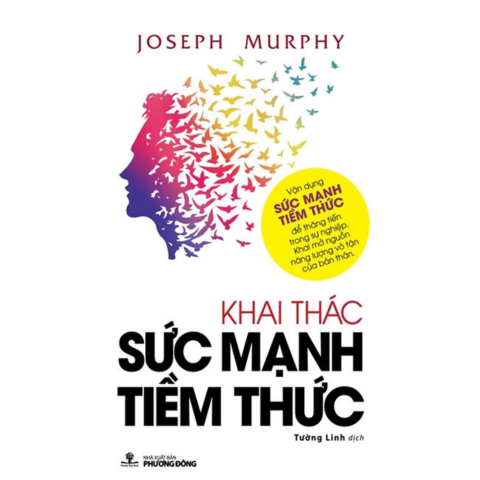 JOSEPH MURPHY
Vận dụng
SỨC MẠNH
TIỀM THỨC
để thăng tiến
trong sự nghiệp.
Khai mở nguồn
năng lượng vô tận
của bản thân.
KHAI THÁC
SỨC MẠNH
TIỀM THỨC
Tường Linh dịch
NHÀ XUẤT BẢN
PHƯƠNG ĐÔNG